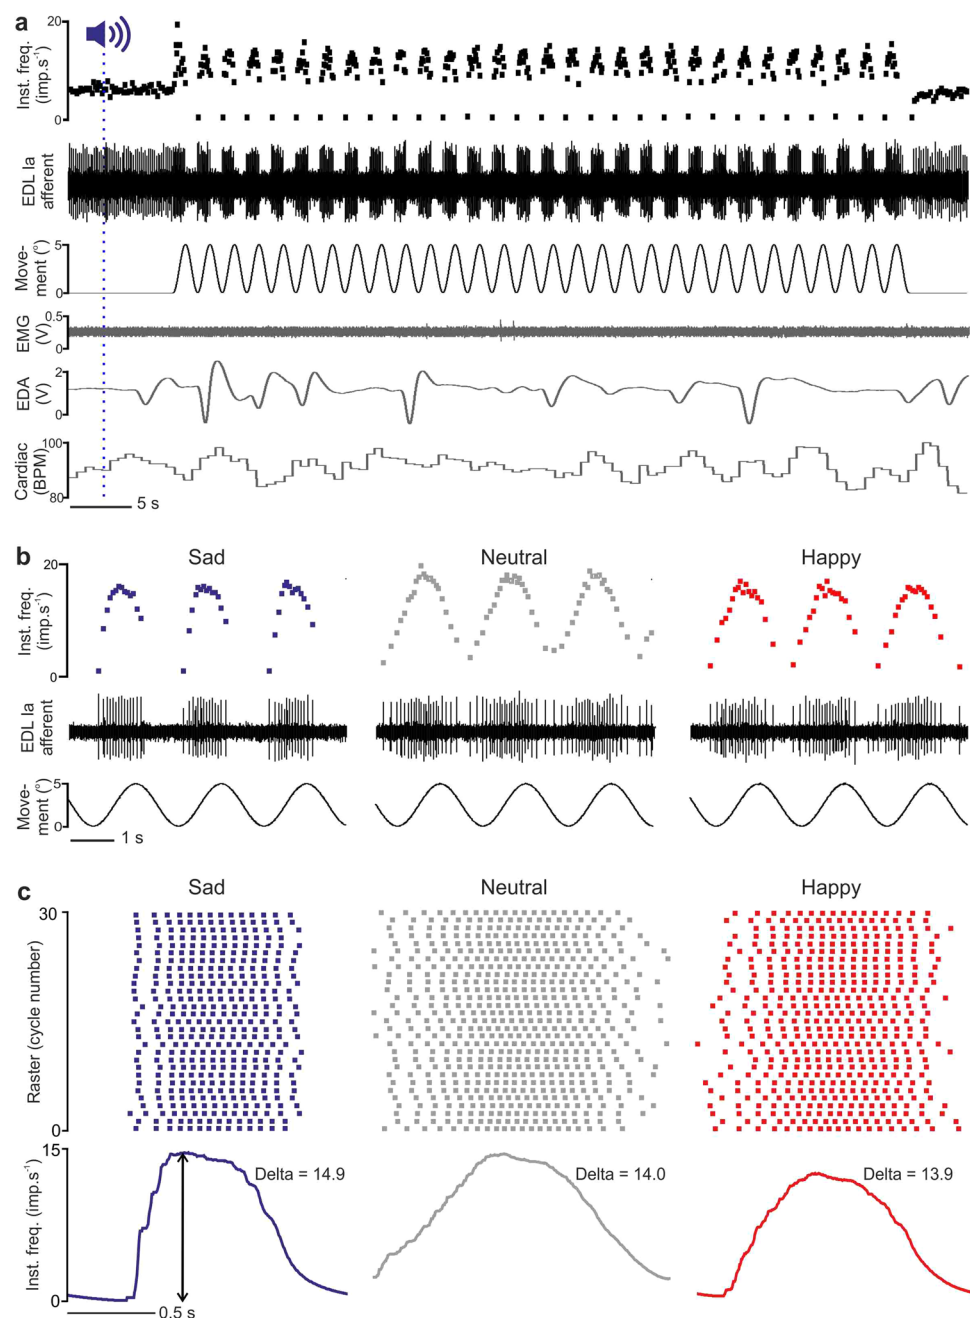 a
20
Inst. freq.
(imp.s⁻¹)
0
EDL Ia
afferent
5
Move-
ment (°)
0
0.5
EMG
(V)
0
2
EDA
(V)
0
100
Cardiac
(BPM)
80
5 s
b
Sad
Neutral
Happy
20
Inst. freq.
(imp.s⁻¹)
0
EDL Ia
afferent
5
Move-
ment (°)
0
1 s
c
Sad
Neutral
Happy
30
Raster (cycle number)
0
15
Inst. freq. (imp.s⁻¹)
Delta = 14.9
Delta = 14.0
Delta = 13.9
0
0.5 s